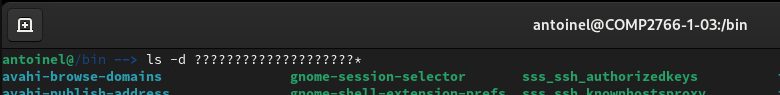 antoinel@COMP2766-1-03:/bin
antoinel@/bin --> ls -d ????????????????????*
avahi-browse-domains gnome-session-selector sss_ssh_authorizedkeys
avahi-publish-address gnome-shell-extension-prefs sss_ssh_knownhostsproxy